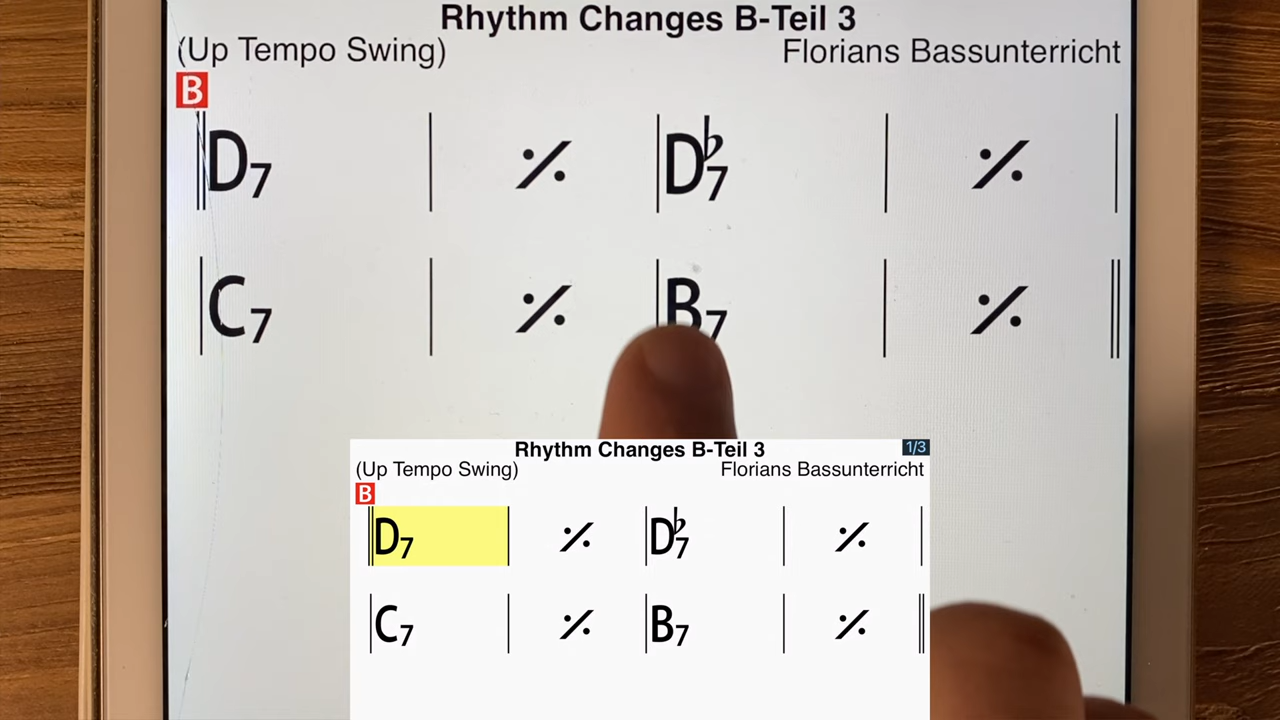 Rhythm Changes B-Teil 3
(Up Tempo Swing) Florians Bassunterricht
B
D7 | 𝄎 | D♭7 | 𝄎 |
C7 | 𝄎 | B7 | 𝄎
Rhythm Changes B-Teil 3 1/3
(Up Tempo Swing) Florians Bassunterricht
B
D7 | 𝄎 | D♭7 | 𝄎 |
C7 | 𝄎 | B7 | 𝄎